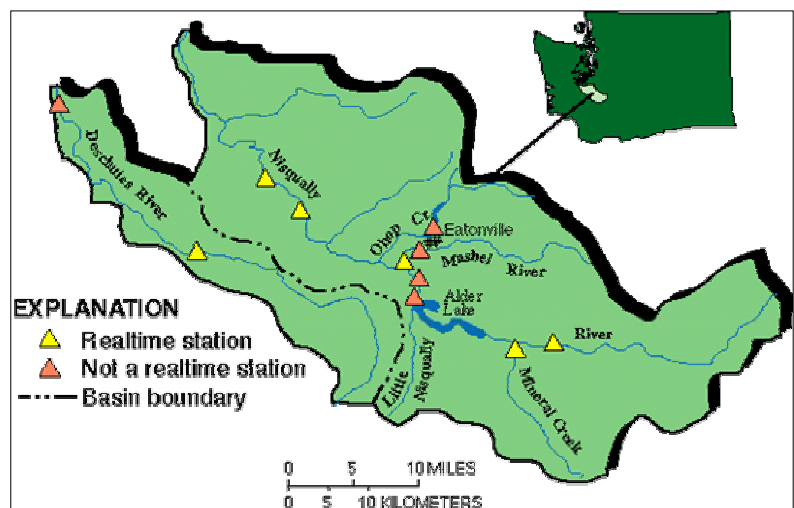 Deschutes River
Nisqually
Ohop Cr
Eatonville
Mashel River
Alder
Lake
River
Little Nisqually
Mineral Creek
EXPLANATION
Realtime station
Not a realtime station
Basin boundary
0 5 10 MILES
0 5 10 KILOMETERS